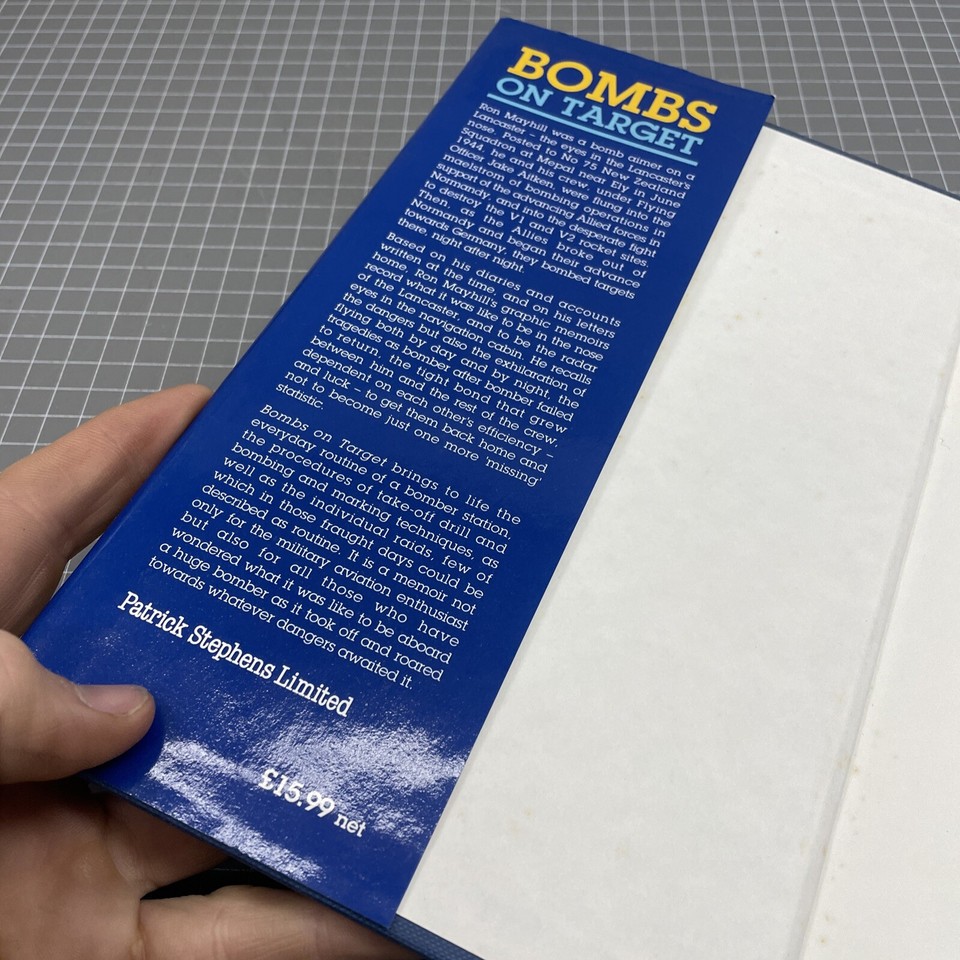 BOMBS
ON TARGET
Ron Mayhill was a bomb aimer on a
Lancaster – the eyes in the Lancaster's
nose. Posted to No 75 New Zealand
Squadron at Mepal near Ely in June
1944, he and his crew, under Flying
Officer Jake Aitken, were flung into the
maelstrom of bombing operations in
support of the advancing Allied forces in
Normandy, and into the desperate fight
to destroy the V1 and V2 rocket sites.
Then, as the Allies broke out of
Normandy and began their advance
towards Germany, they bombed targets
there, night after night.
Based on his diaries and accounts
written at the time, and on his letters
home, Ron Mayhill's graphic memoirs
record what it was like to be in the nose
of the Lancaster, and to be the radar
eyes in the navigation cabin. He recalls
the dangers but also the exhilaration of
flying both by day and by night, the
tragedies as bomber after bomber failed
to return, the tight bond that grew
between him and the rest of the crew,
dependent on each other's efficiency –
and luck – to get them back home and
not to become just one more 'missing'
statistic.
Bombs on Target brings to life the
everyday routine of a bomber station,
the procedures of take-off drill and
bombing and marking techniques, as
well as the individual raids, few of
which in those fraught days could be
described as routine. It is a memoir not
only for the military aviation enthusiast
but also for all those who have
wondered what it was like to be aboard
a huge bomber as it took off and roared
towards whatever dangers awaited it.
Patrick Stephens Limited
£15.99 net